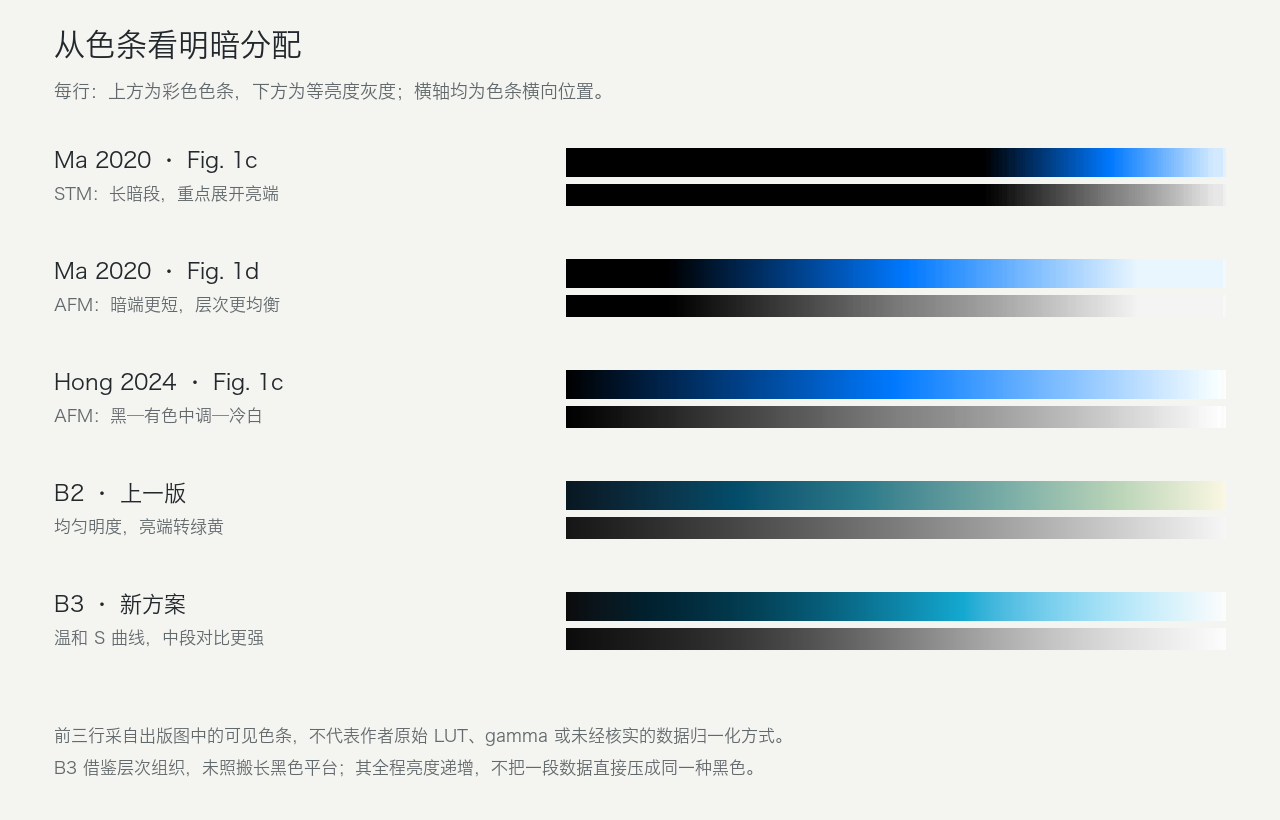 从色条看明暗分配
每行：上方为彩色色条，下方为等亮度灰度；横轴均为色条横向位置。
Ma 2020 · Fig. 1c
STM：长暗段，重点展开亮端
Ma 2020 · Fig. 1d
AFM：暗端更短，层次更均衡
Hong 2024 · Fig. 1c
AFM：黑—有色中调—冷白
B2 · 上一版
均匀明度，亮端转绿黄
B3 · 新方案
温和 S 曲线，中段对比更强
前三行采自出版图中的可见色条，不代表作者原始 LUT、gamma 或未经核实的数据归一化方式。
B3 借鉴层次组织，未照搬长黑色平台；其全程亮度递增，不把一段数据直接压成同一种黑色。